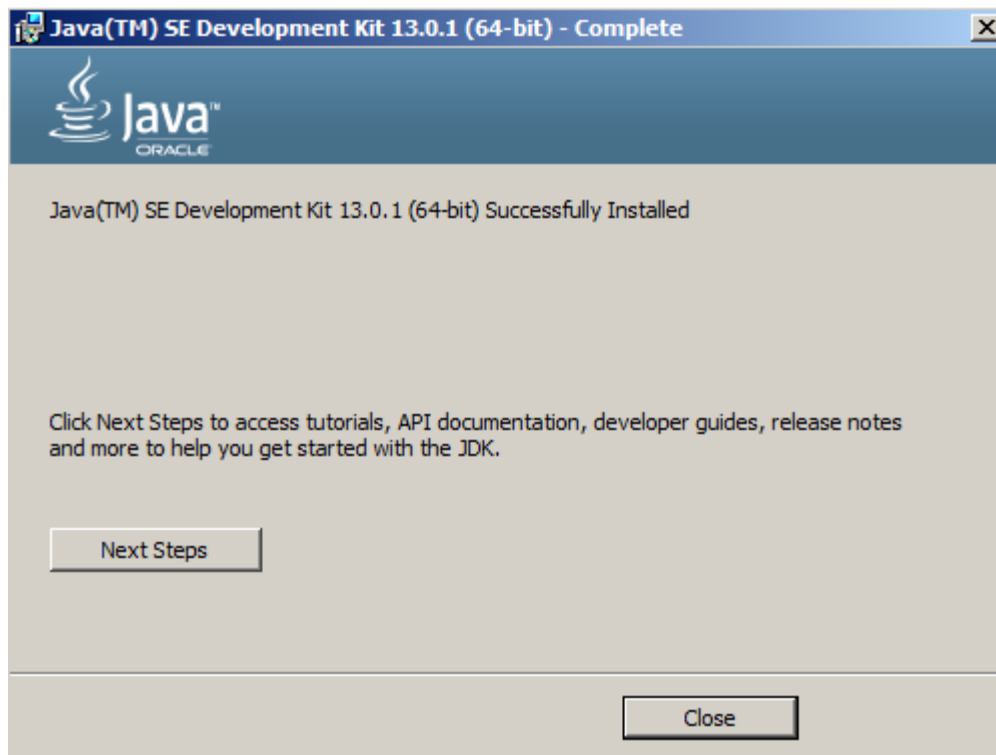 Java(TM) SE Development Kit 13.0.1 (64-bit) - Complete
Java™
ORACLE
Java(TM) SE Development Kit 13.0.1 (64-bit) Successfully Installed
Click Next Steps to access tutorials, API documentation, developer guides, release notes
and more to help you get started with the JDK.
Next Steps
Close